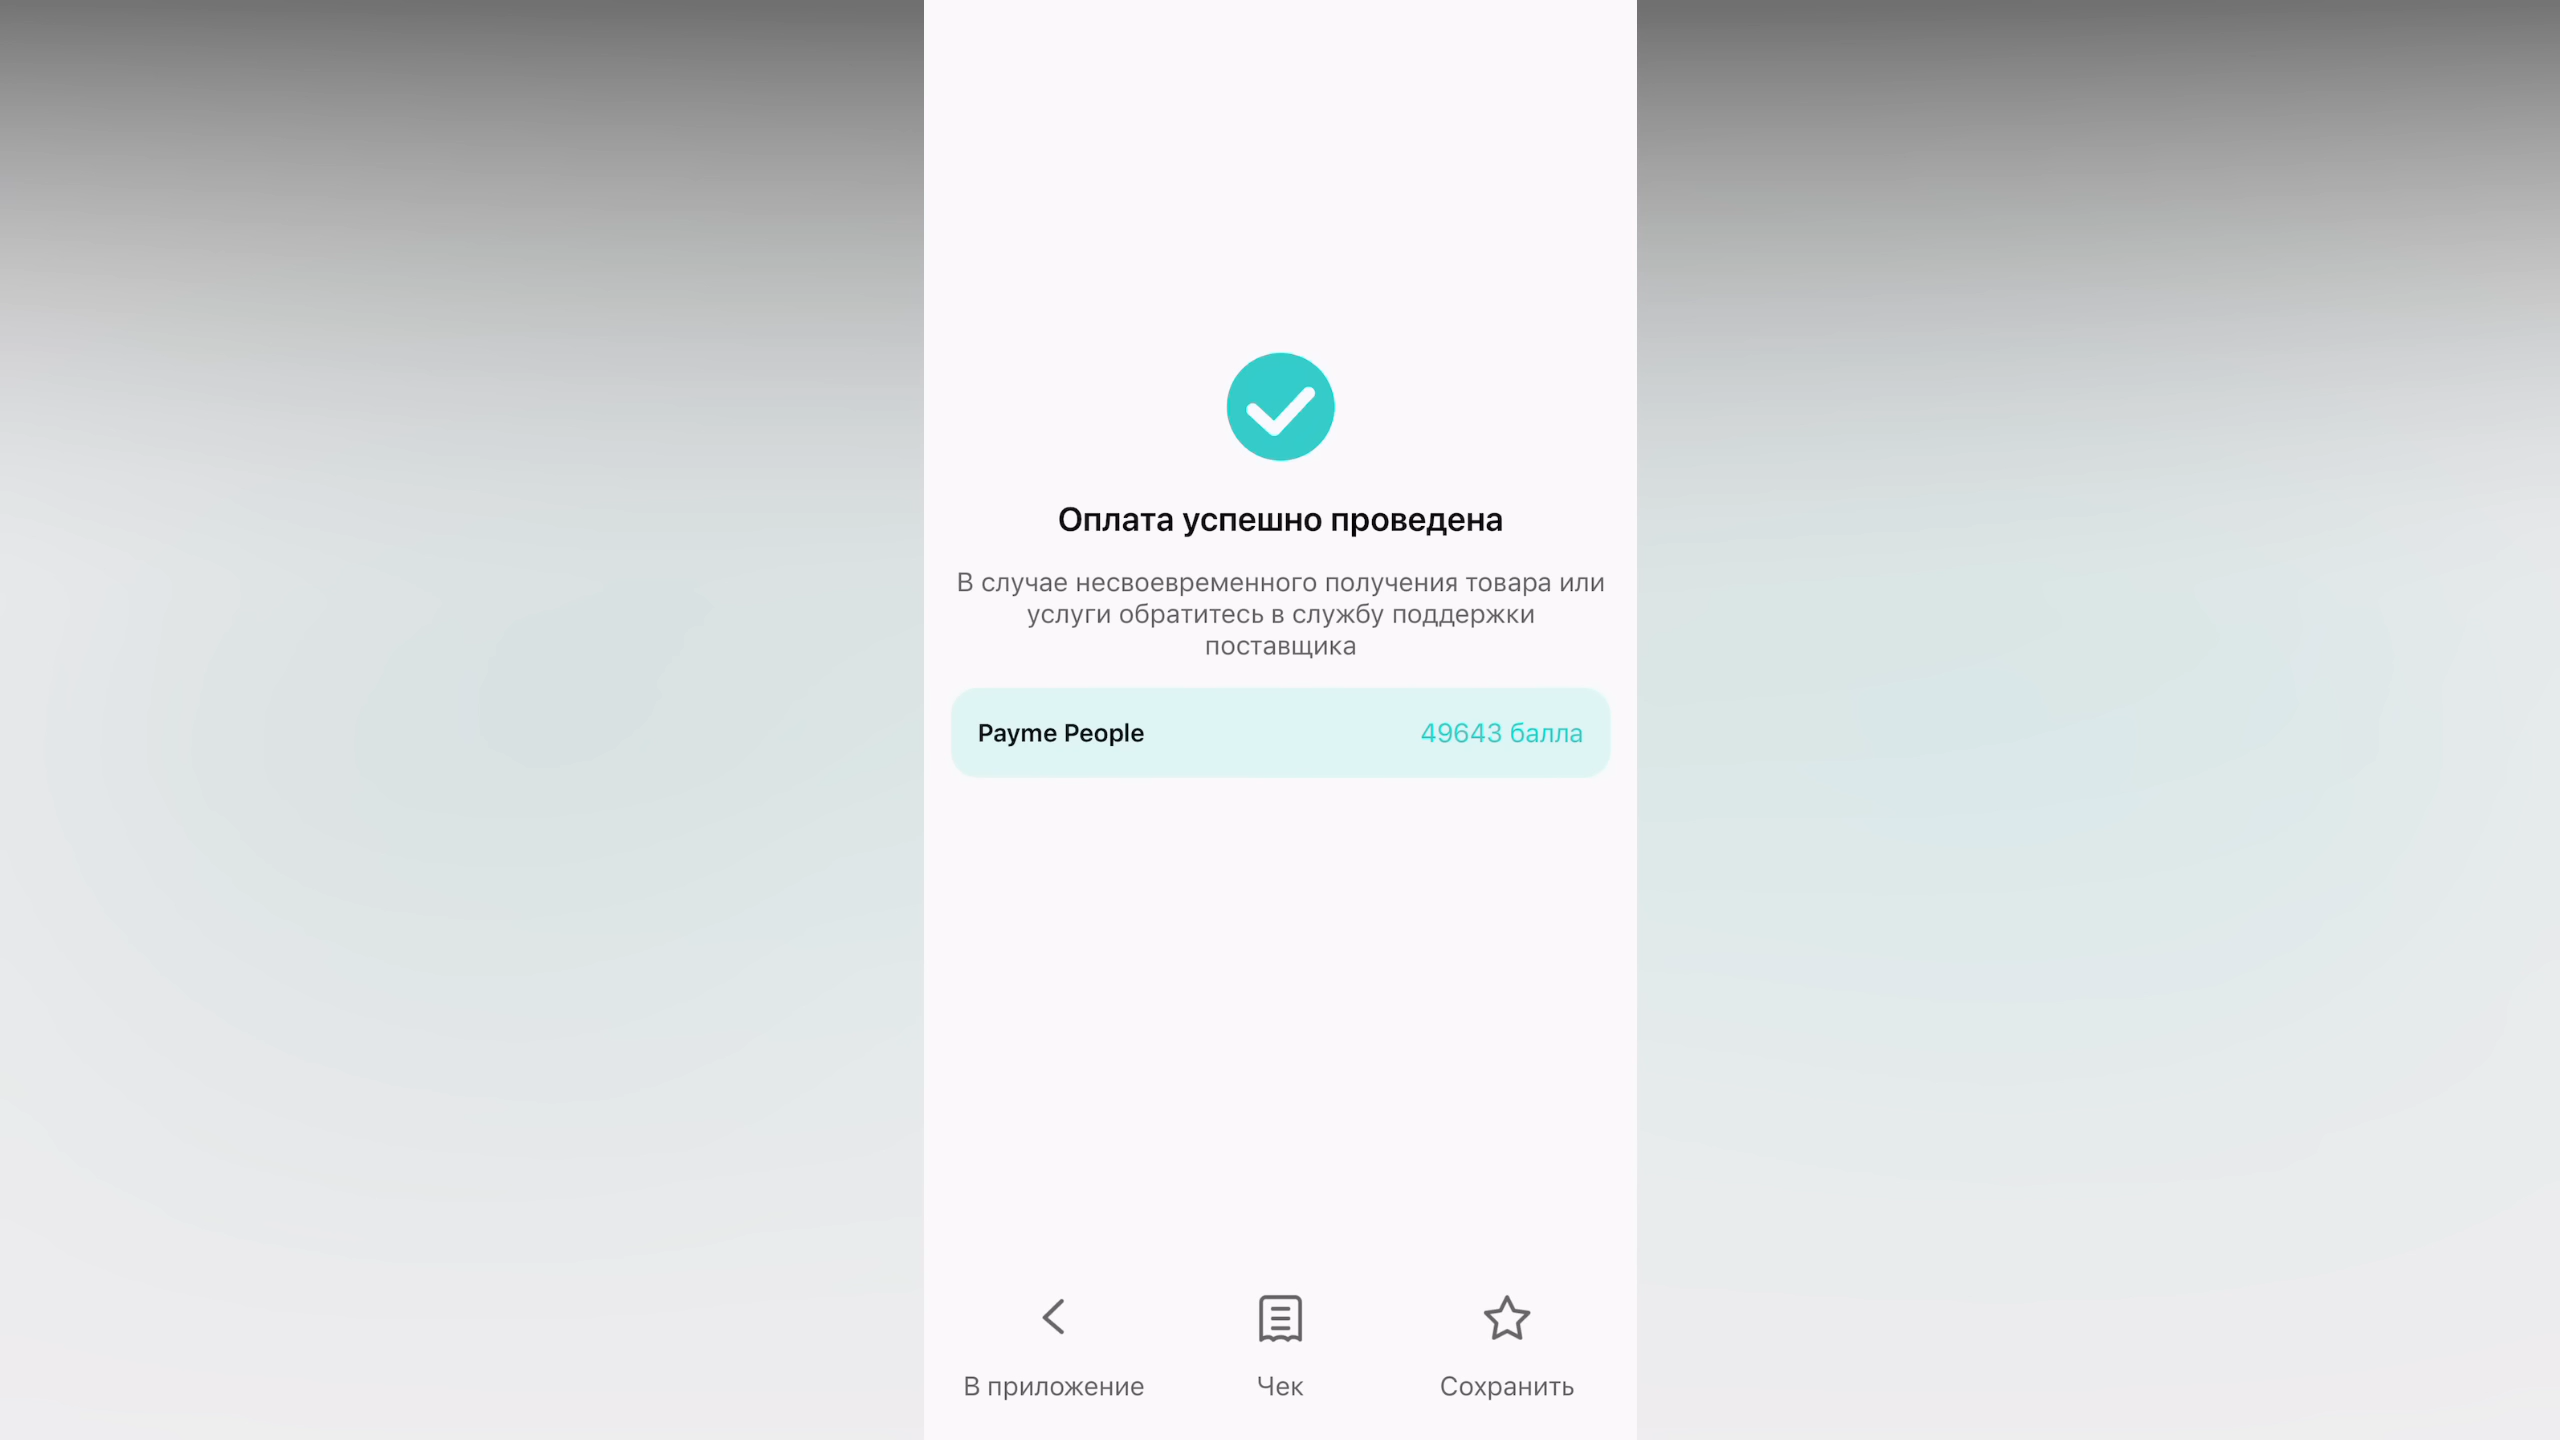 Оплата успешно проведена
В случае несвоевременного получения товара или
услуги обратитесь в службу поддержки
поставщика
Payme People 49643 балла
В приложение Чек Сохранить